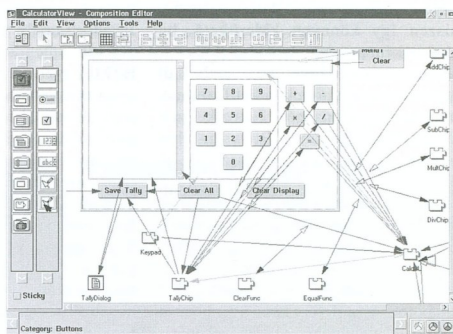 CalculatorView - Composition Editor
File Edit View Options Tools Help
Clear
AddChip
7 8 9 + -
4 5 6 × /
SubChip
1 2 3 =
MultChip
0
Save Tally Clear All Clear Display
DivChip
Keypad
TallyDialog TallyChip ClearFunc EqualFunc
Sticky
Category: Buttons